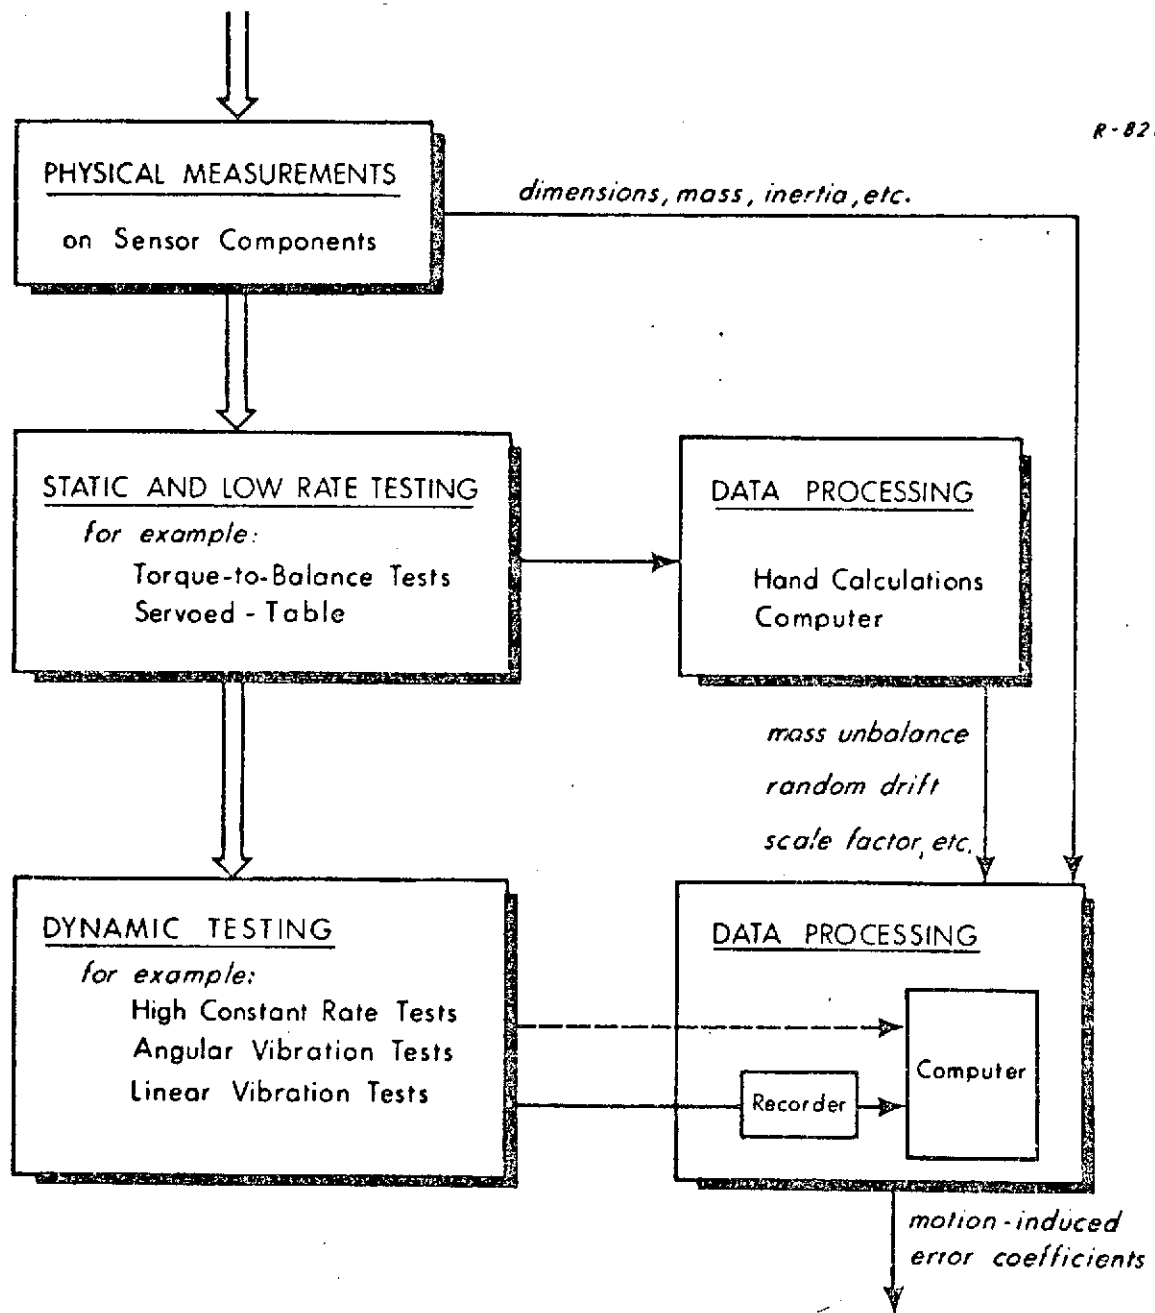 R-82
PHYSICAL MEASUREMENTS
on Sensor Components
dimensions, mass, inertia, etc.
STATIC AND LOW RATE TESTING
for example:
Torque-to-Balance Tests
Servoed - Table
DATA PROCESSING
Hand Calculations
Computer
mass unbalance
random drift
scale factor, etc.
DYNAMIC TESTING
for example:
High Constant Rate Tests
Angular Vibration Tests
Linear Vibration Tests
DATA PROCESSING
Computer
Recorder
motion-induced
error coefficients